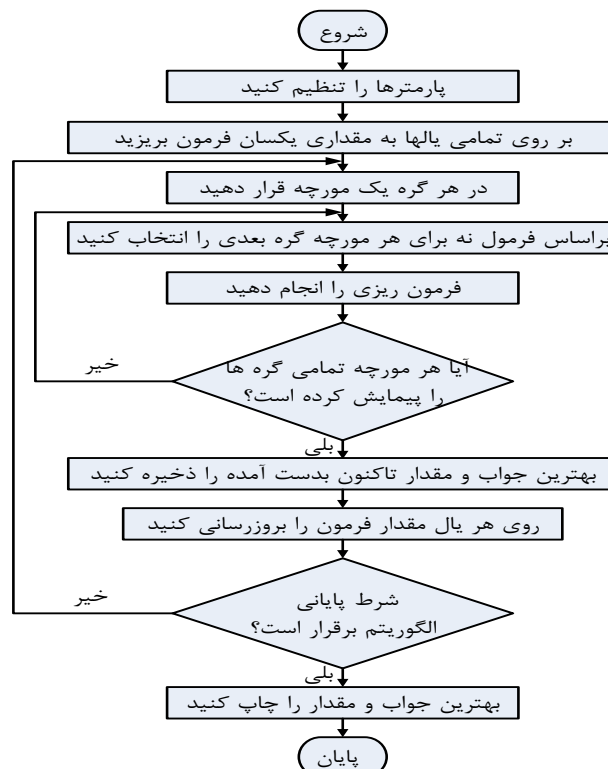 شروع
پارمترها را تنظیم کنید
بر روی تمامی یالها به مقداری یکسان فرمون بریزید
در هر گره یک مورچه قرار دهید
براساس فرمول نه برای هر مورچه گره بعدی را انتخاب کنید
فرمون ریزی را انجام دهید
آیا هر مورچه تمامی گره ها
را پیمایش کرده است؟
خیر
بلی
بهترین جواب و مقدار تاکنون بدست آمده را ذخیره کنید
روی هر یال مقدار فرمون را بروزرسانی کنید
شرط پایانی
الگوریتم برقرار است؟
خیر
بلی
بهترین جواب و مقدار را چاپ کنید
پایان